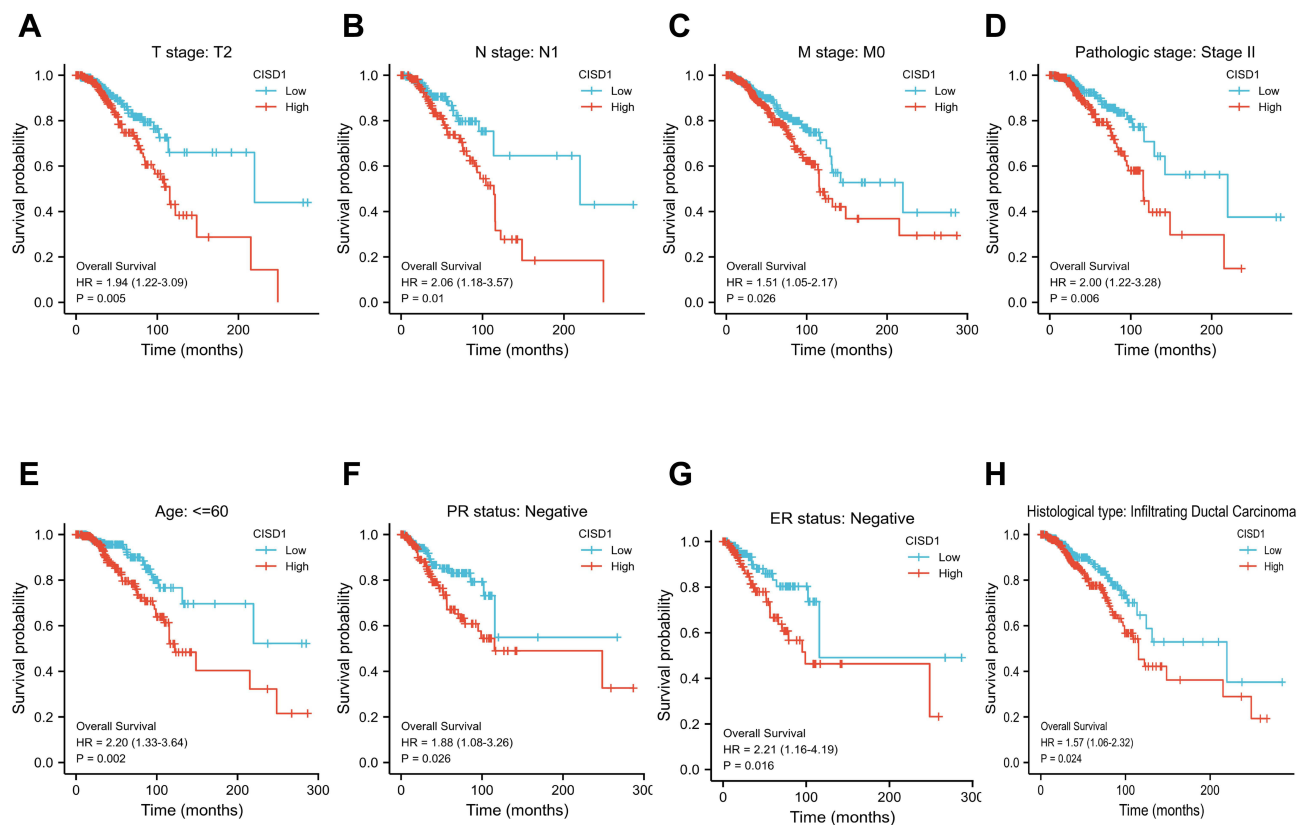 A
T stage: T2
CISD1
Low
High
Survival probability
1.0
0.8
0.6
0.4
0.2
0.0
Overall Survival
HR = 1.94 (1.22-3.09)
P = 0.005
0 100 200
Time (months)
B
N stage: N1
CISD1
Low
High
Survival probability
1.0
0.8
0.6
0.4
0.2
0.0
Overall Survival
HR = 2.06 (1.18-3.57)
P = 0.01
0 100 200
Time (months)
C
M stage: M0
CISD1
Low
High
Survival probability
1.0
0.8
0.6
0.4
0.2
0.0
Overall Survival
HR = 1.51 (1.05-2.17)
P = 0.026
0 100 200 300
Time (months)
D
Pathologic stage: Stage II
CISD1
Low
High
Survival probability
1.0
0.8
0.6
0.4
0.2
0.0
Overall Survival
HR = 2.00 (1.22-3.28)
P = 0.006
0 100 200
Time (months)
E
Age: <=60
CISD1
Low
High
Survival probability
1.0
0.8
0.6
0.4
0.2
0.0
Overall Survival
HR = 2.20 (1.33-3.64)
P = 0.002
0 100 200 300
Time (months)
F
PR status: Negative
CISD1
Low
High
Survival probability
1.0
0.8
0.6
0.4
0.2
0.0
Overall Survival
HR = 1.88 (1.08-3.26)
P = 0.026
0 100 200 300
Time (months)
G
ER status: Negative
CISD1
Low
High
Survival probability
1.0
0.8
0.6
0.4
0.2
0.0
Overall Survival
HR = 2.21 (1.16-4.19)
P = 0.016
0 100 200 300
Time (months)
H
Histological type: Infiltrating Ductal Carcinoma
CISD1
Low
High
Survival probability
1.0
0.8
0.6
0.4
0.2
0.0
Overall Survival
HR = 1.57 (1.06-2.32)
P = 0.024
0 100 200
Time (months)